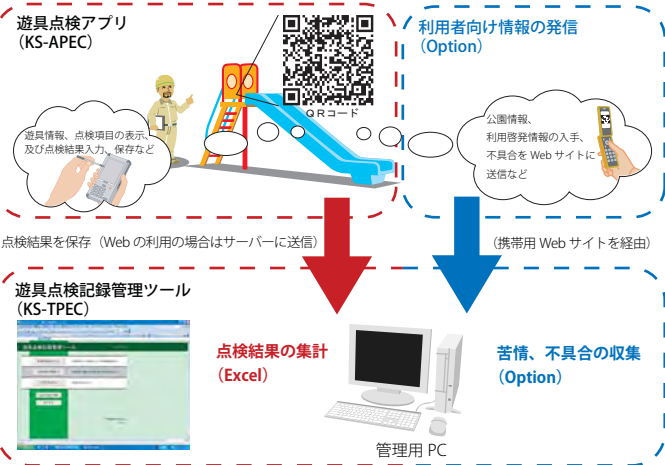 遊具点検アプリ
（KS-APEC）
QRコード
利用者向け情報の発信
（Option）
遊具情報、点検項目の表示、
及び点検結果入力、保存など
公園情報、
利用啓発情報の入手、
不具合を Web サイトに
送信など
点検結果を保存（Web の利用の場合はサーバーに送信）
（携帯用 Web サイトを経由）
遊具点検記録管理ツール
（KS-TPEC）
点検結果の集計
（Excel）
苦情、不具合の収集
（Option）
管理用 PC